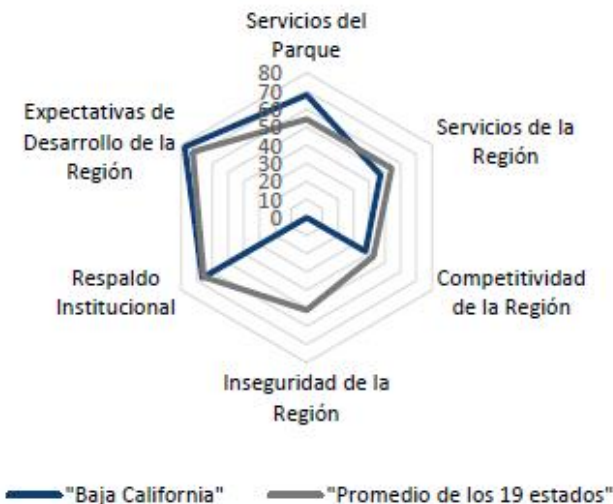 Servicios del
Parque
80
70
60
50
40
30
20
10
0
Expectativas de
Desarrollo de la
Región
Servicios de la
Región
Respaldo
Institucional
Competitividad
de la Región
Inseguridad de la
Región
"Baja California"
"Promedio de los 19 estados"